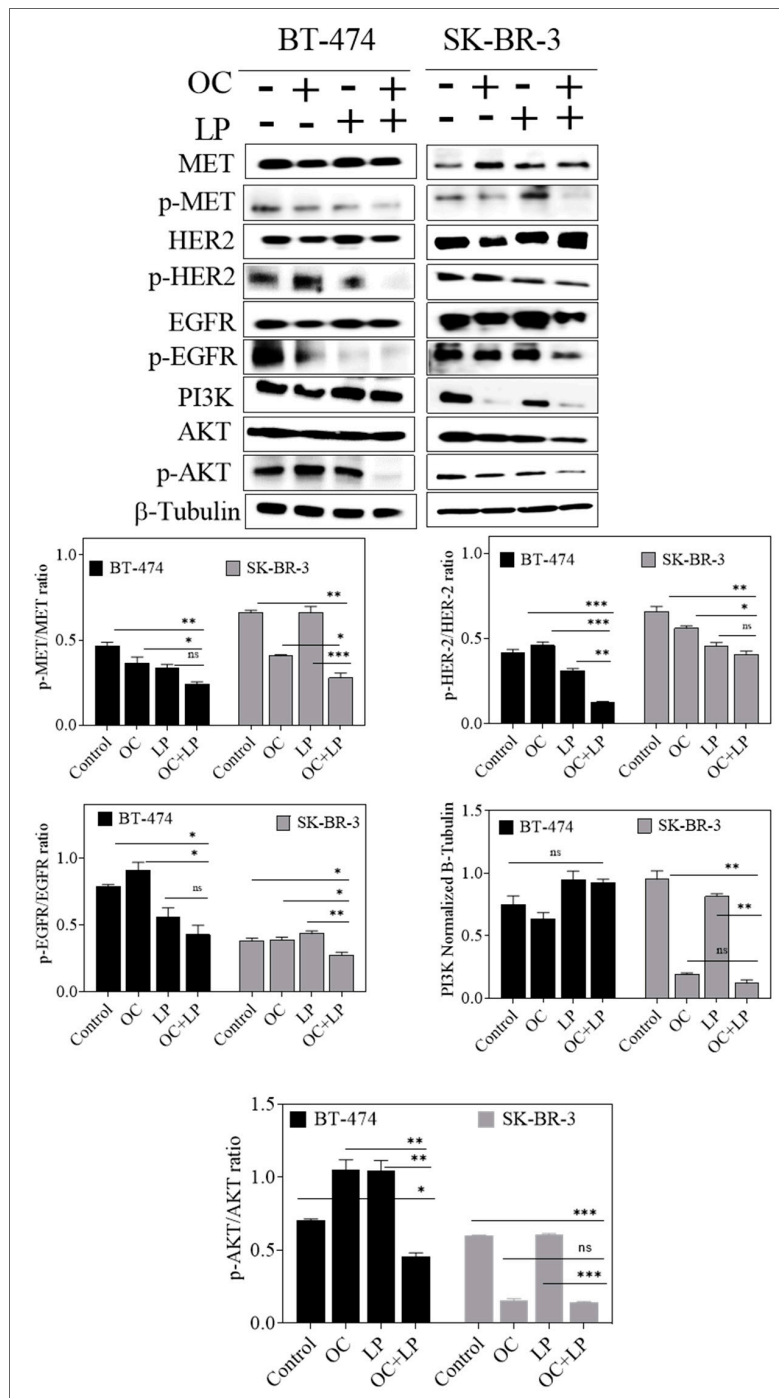 BT-474 SK-BR-3
OC - + - + - + - +
LP - - + + - - + +
MET
p-MET
HER2
p-HER2
EGFR
p-EGFR
PI3K
AKT
p-AKT
β-Tubulin
p-MET/MET ratio
1.0
0.5
0.0
BT-474 SK-BR-3
**
*
ns
**
*
***
Control OC LP OC+LP Control OC LP OC+LP
p-HER-2/HER-2 ratio
1.0
0.5
0.0
BT-474 SK-BR-3
***
***
**
**
*
ns
Control OC LP OC+LP Control OC LP OC+LP
p-EGFR/EGFR ratio
1.0
0.5
0.0
BT-474 SK-BR-3
*
*
ns
*
*
**
Control OC LP OC+LP Control OC LP OC+LP
PI3K Normalized B-Tubulin
1.5
1.0
0.5
0.0
BT-474 SK-BR-3
ns
**
**
ns
Control OC LP OC+LP Control OC LP OC+LP
p-AKT/AKT ratio
1.5
1.0
0.5
0.0
BT-474 SK-BR-3
**
**
*
***
ns
***
Control OC LP OC+LP Control OC LP OC+LP